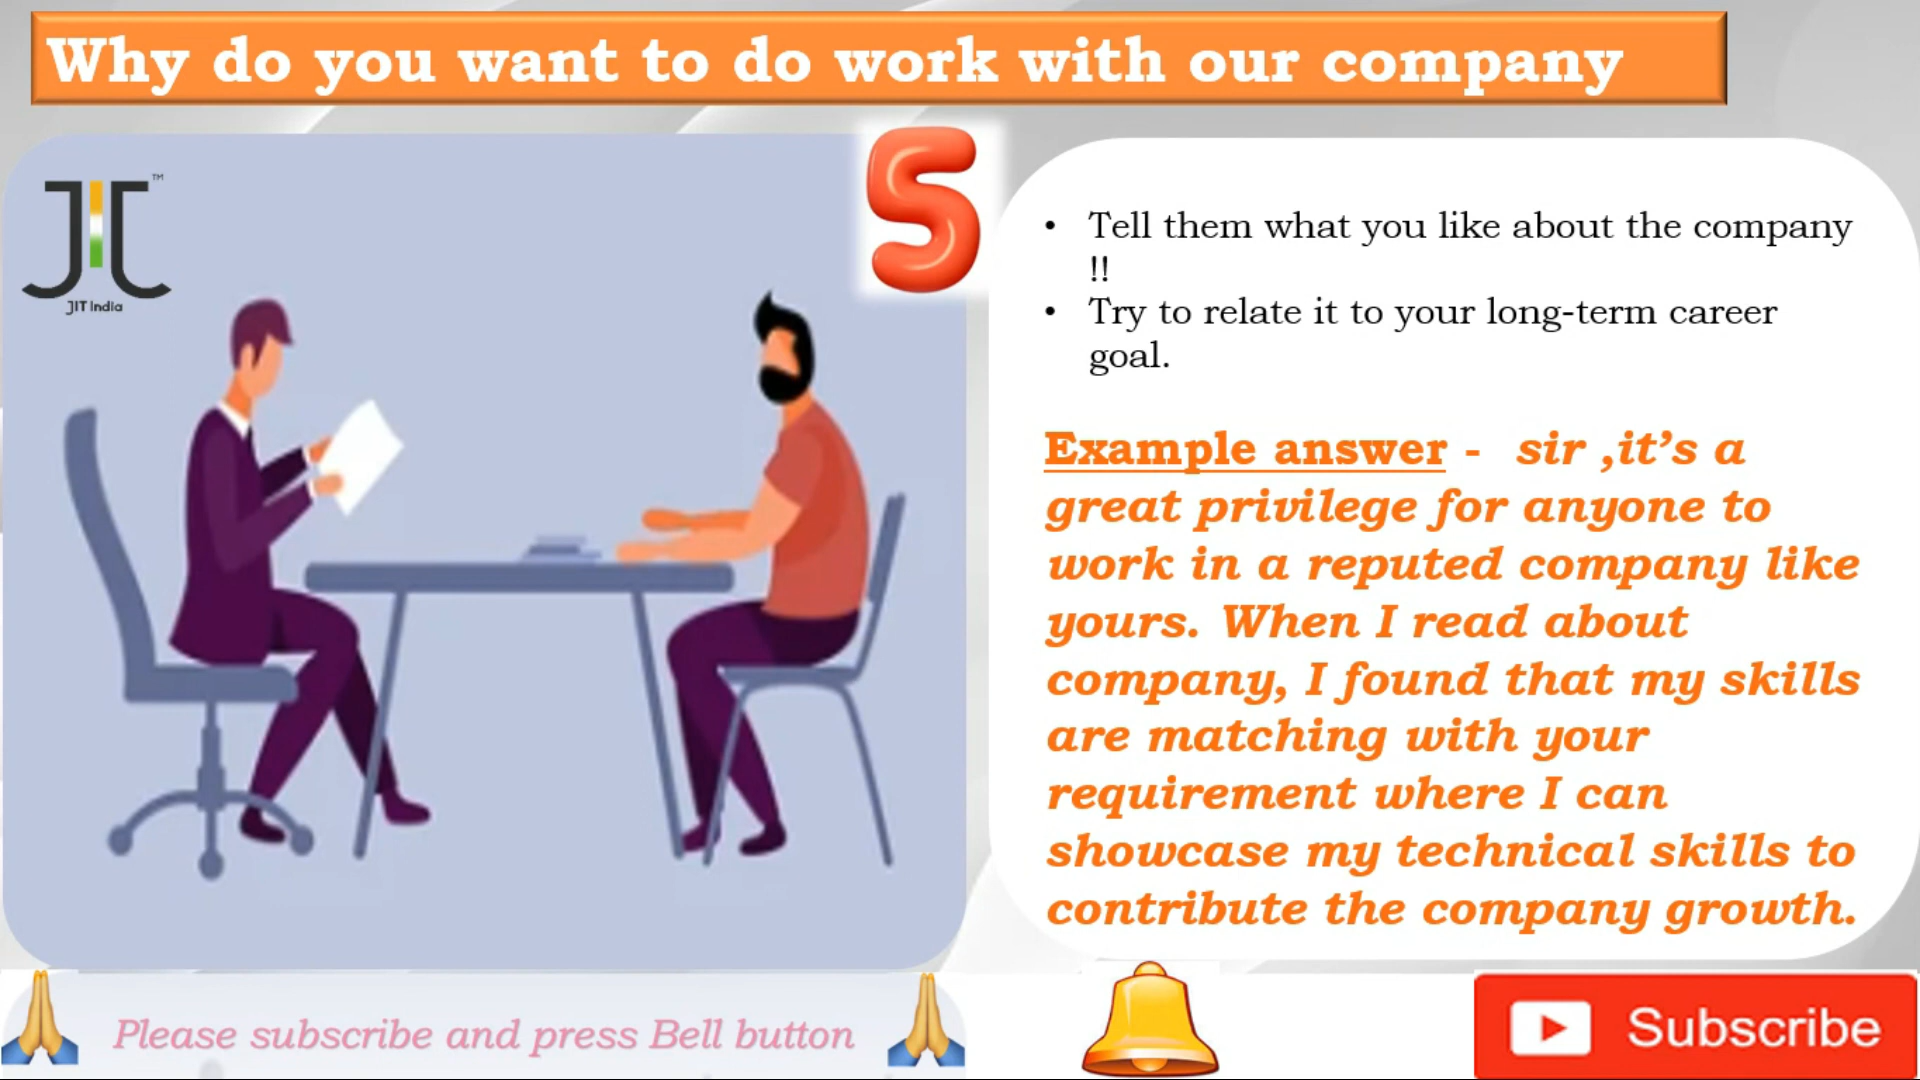 Why do you want to do work with our company
TM
JIT India
5
• Tell them what you like about the company
!!
• Try to relate it to your long-term career
goal.
Example answer - sir ,it’s a
great privilege for anyone to
work in a reputed company like
yours. When I read about
company, I found that my skills
are matching with your
requirement where I can
showcase my technical skills to
contribute the company growth.
Please subscribe and press Bell button
Subscribe